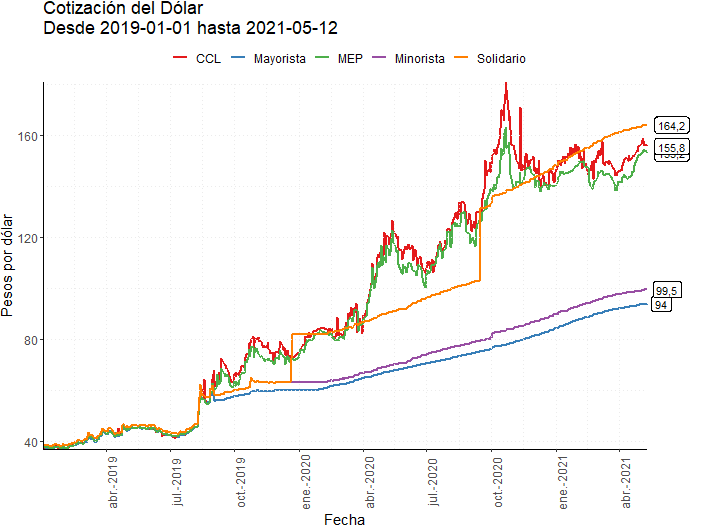 Cotización del Dólar
Desde 2019-01-01 hasta 2021-05-12
CCL Mayorista MEP Minorista Solidario
Pesos por dólar
160
120
80
40
164,2
155,8
99,5
94
abr.-2019
jul.-2019
oct.-2019
ene.-2020
abr.-2020
jul.-2020
oct.-2020
ene.-2021
abr.-2021
Fecha